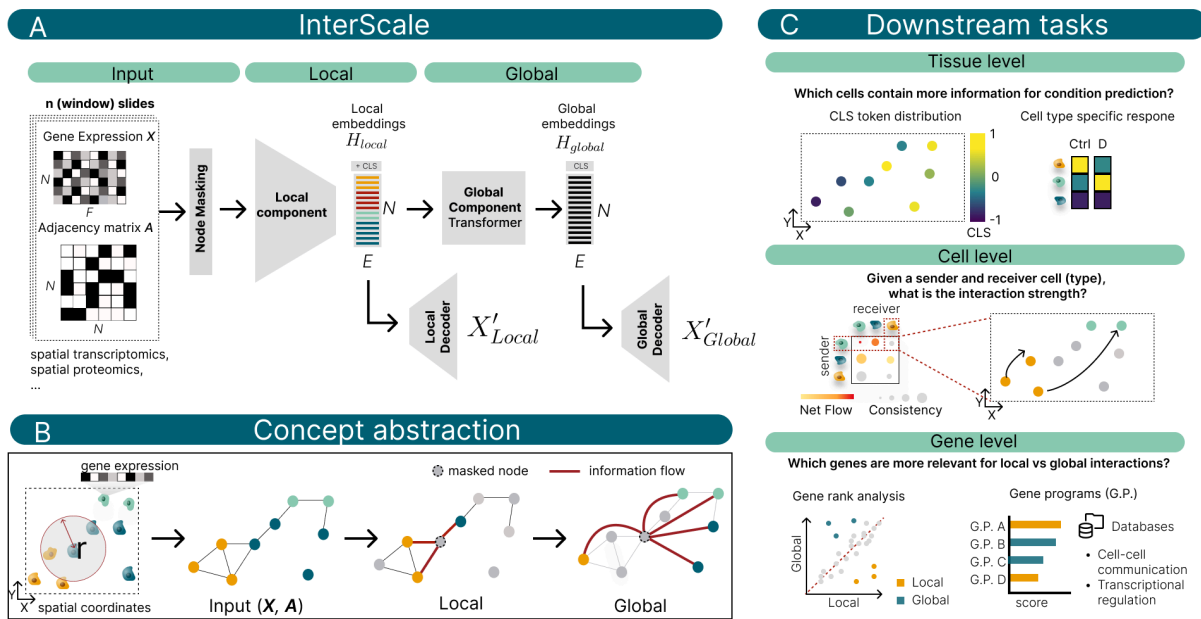 A
InterScale
Input
Local
Global
n (window) slides
Gene Expression X
N
F
Adjacency matrix A
N
N
spatial transcriptomics,
spatial proteomics,
...
Node Masking
Local
component
Local
embeddings
H_local
+ CLS
N
E
Global
Component
Transformer
Global
embeddings
H_global
CLS
N
E
Local
Decoder
X'_Local
Global
Decoder
X'_Global
B
Concept abstraction
gene expression
r
Y
X
spatial coordinates
Input (X, A)
masked node
information flow
Local
Global
C
Downstream tasks
Tissue level
Which cells contain more information for condition prediction?
CLS token distribution
Y
X
1
0
-1
CLS
Cell type specific respone
Ctrl
D
Cell level
Given a sender and receiver cell (type),
what is the interaction strength?
receiver
sender
Net Flow
Consistency
Y
X
Gene level
Which genes are more relevant for local vs global interactions?
Gene rank analysis
Global
Local
Local
Global
Gene programs (G.P.)
G.P. A
G.P. B
G.P. C
G.P. D
score
Databases
• Cell-cell
communication
• Transcriptional
regulation